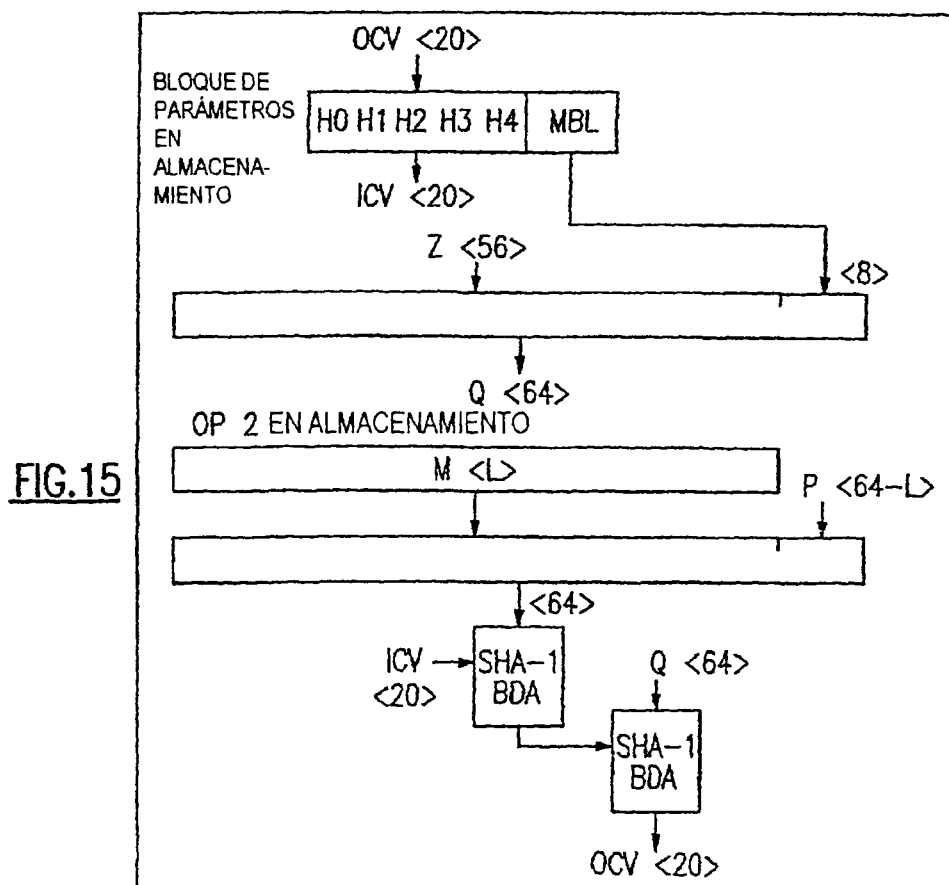 OCV <20>
BLOQUE DE
PARÁMETROS
EN
ALMACENA-
MIENTO
H0 H1 H2 H3 H4 MBL
ICV <20>
Z <56>
<8>
Q <64>
OP 2 EN ALMACENAMIENTO
M <L>
P <64-L>
FIG.15
<64>
ICV
<20>
SHA-1
BDA
Q <64>
SHA-1
BDA
OCV <20>